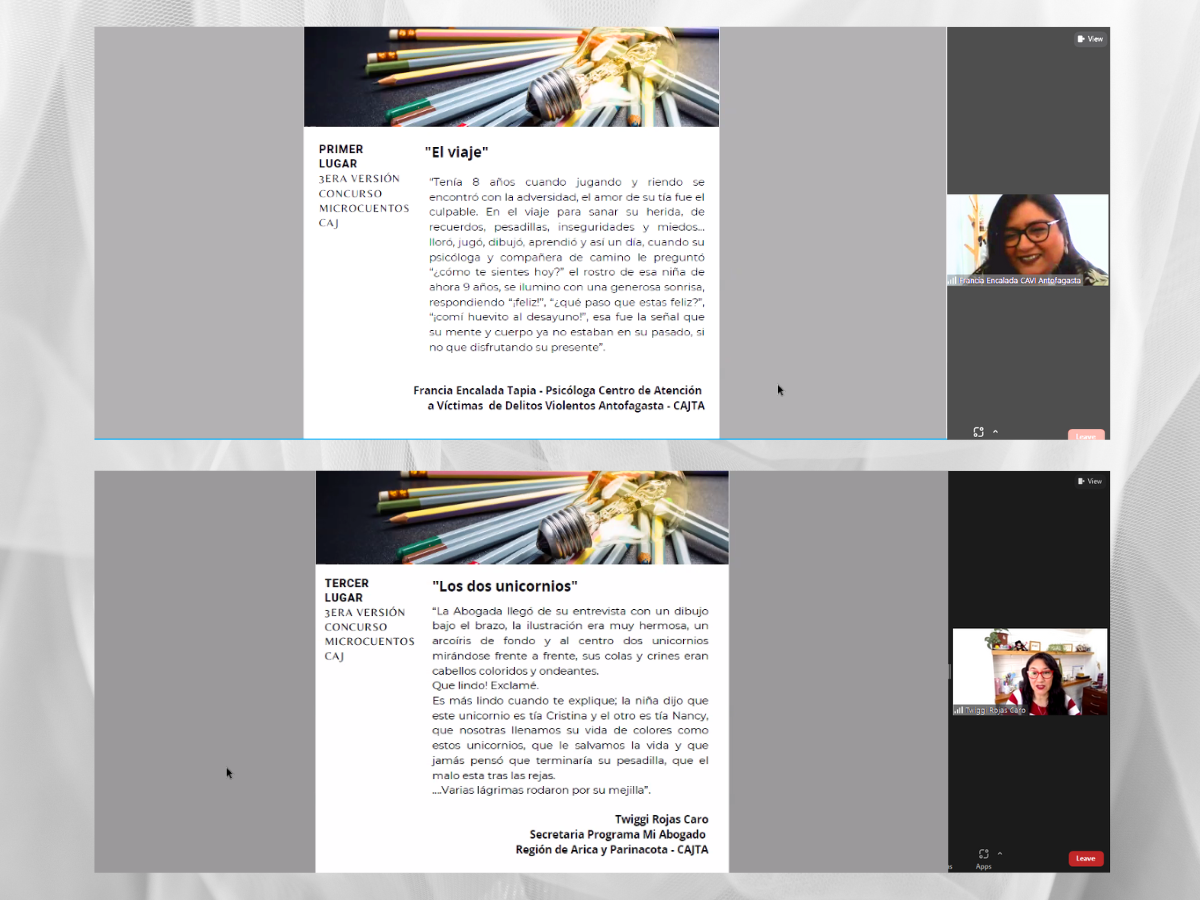 View
PRIMER
LUGAR
3ERA VERSIÓN
CONCURSO
MICROCUENTOS
CAJ
"El viaje"
“Tenía 8 años cuando jugando y riendo se
encontró con la adversidad, el amor de su tía fue el
culpable. En el viaje para sanar su herida, de
recuerdos, pesadillas, inseguridades y miedos...
lloró, jugó, dibujó, aprendió y así un día, cuando su
psicóloga y compañera de camino le preguntó
“¿cómo te sientes hoy?” el rostro de esa niña de
ahora 9 años, se ilumino con una generosa sonrisa,
respondiendo “¡feliz!”, “¿qué paso que estas feliz?”,
“¡comí huevito al desayuno!”, esa fue la señal que
su mente y cuerpo ya no estaban en su pasado, si
no que disfrutando su presente”.
Francia Encalada Tapia - Psicóloga Centro de Atención
a Víctimas de Delitos Violentos Antofagasta - CAJTA
Francia Encalada CAVI Antofagasta
Leave
View
TERCER
LUGAR
3ERA VERSIÓN
CONCURSO
MICROCUENTOS
CAJ
"Los dos unicornios"
“La Abogada llegó de su entrevista con un dibujo
bajo el brazo, la ilustración era muy hermosa, un
arcoíris de fondo y al centro dos unicornios
mirándose frente a frente, sus colas y crines eran
cabellos coloridos y ondeantes.
Que lindo! Exclamé.
Es más lindo cuando te explique; la niña dijo que
este unicornio es tía Cristina y el otro es tía Nancy,
que nosotras llenamos su vida de colores como
estos unicornios, que le salvamos la vida y que
jamás pensó que terminaría su pesadilla, que el
malo esta tras las rejas.
....Varias lágrimas rodaron por su mejilla”.
Twiggi Rojas Caro
Secretaria Programa Mi Abogado
Región de Arica y Parinacota - CAJTA
Twiggi Rojas Caro
Apps
Leave